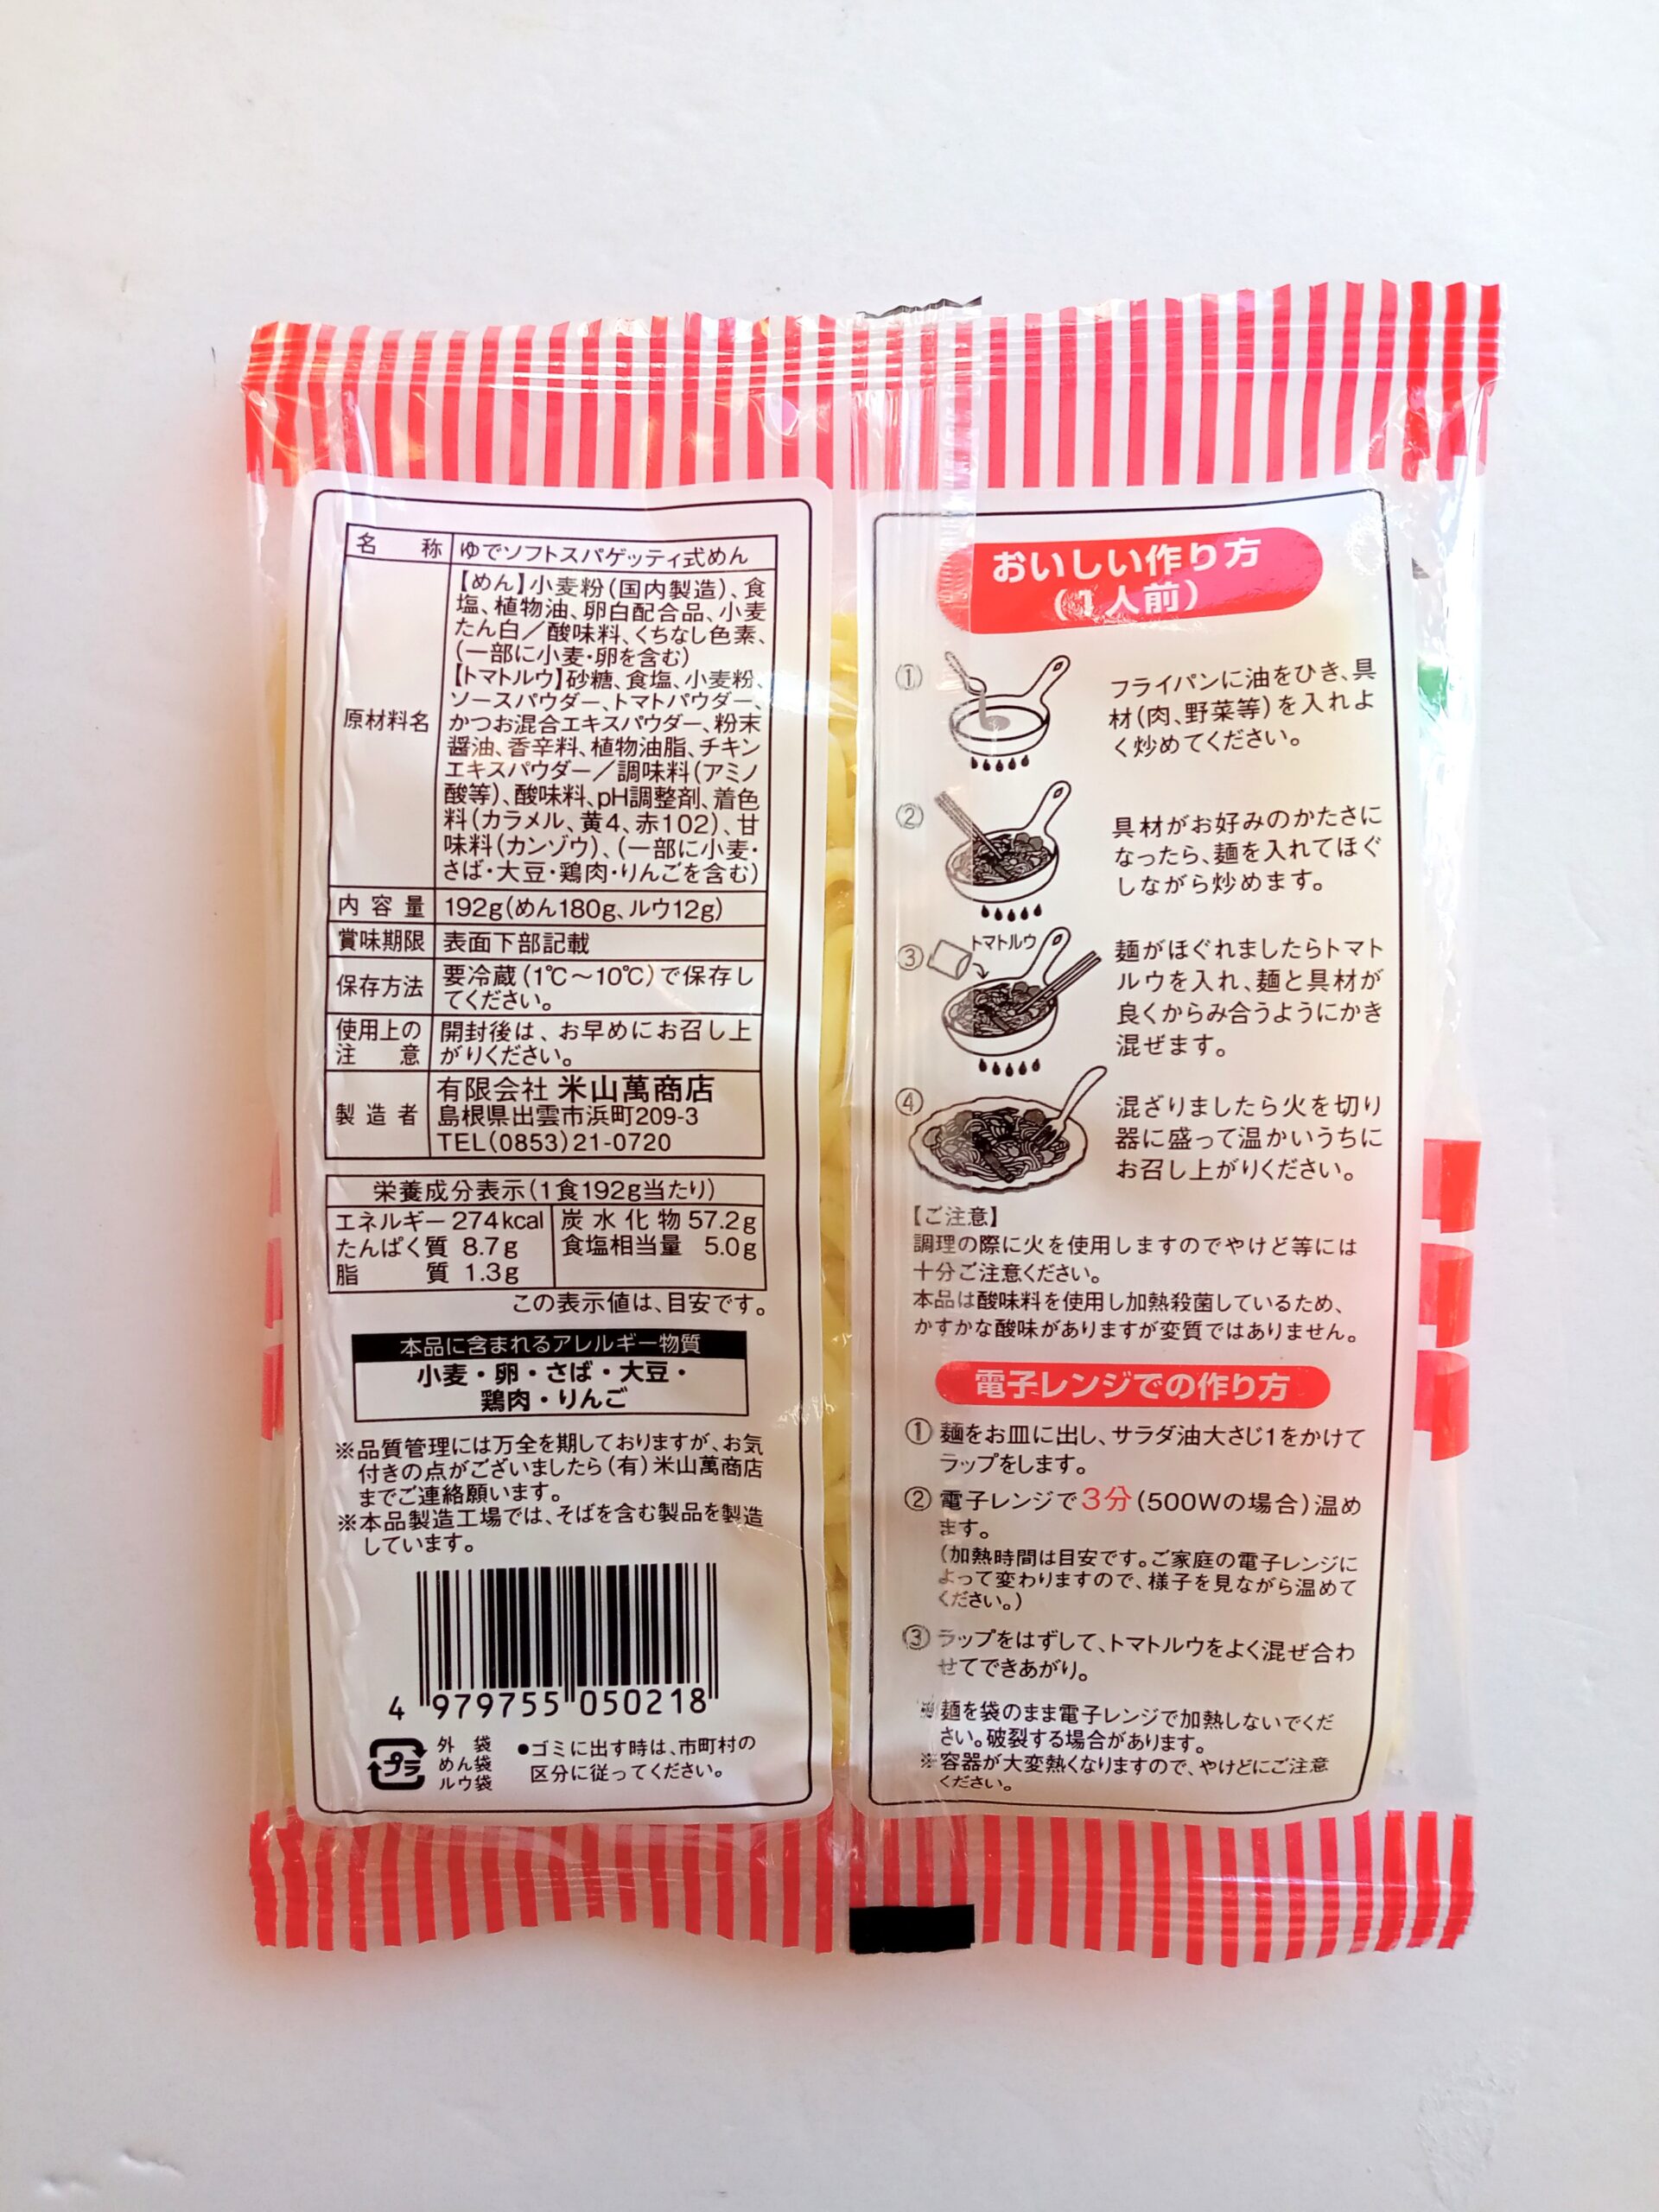 名称 ゆでソフトスパゲッティ式めん
原材料名
【めん】小麦粉(国内製造)、食
塩、植物油、卵白配合品、小麦
たん白／酸味料、くちなし色素、
(一部に小麦・卵を含む)
【トマトルウ】砂糖、食塩、小麦粉、
ソースパウダー、トマトパウダー、
かつお混合エキスパウダー、粉末
醤油、香辛料、植物油脂、チキン
エキスパウダー／調味料(アミノ
酸等)、酸味料、pH調整剤、着色
料(カラメル、黄4、赤102)、甘
味料(カンゾウ)、(一部に小麦・
さば・大豆・鶏肉・りんごを含む)
内容量 192g(めん180g、ルウ12g)
賞味期限 表面下部記載
保存方法 要冷蔵(1℃～10℃)で保存し
てください。
使用上の注意 開封後は、お早めにお召し上
がりください。
製造者 有限会社 米山萬商店
島根県出雲市浜町209-3
TEL(0853)21-0720
栄養成分表示(1食192g当たり)
エネルギー 274kcal 炭水化物 57.2g
たんぱく質 8.7g 食塩相当量 5.0g
脂質 1.3g
この表示値は、目安です。
本品に含まれるアレルギー物質
小麦・卵・さば・大豆・
鶏肉・りんご
※品質管理には万全を期しておりますが、お気
付きの点がございましたら(有)米山萬商店
までご連絡願います。
※本品製造工場では、そばを含む製品を製造
しています。
4 979755 050218
プラ
外袋
めん袋
ルウ袋
●ゴミに出す時は、市町村の
区分に従ってください。
おいしい作り方
(1人前)
① フライパンに油をひき、具
材(肉、野菜等)を入れよ
く炒めてください。
② 具材がお好みのかたさに
なったら、麺を入れてほぐ
しながら炒めます。
③ トマトルウ
麺がほぐれましたらトマト
ルウを入れ、麺と具材が
良くからみ合うようにかき
混ぜます。
④ 混ざりましたら火を切り
器に盛って温かいうちに
お召し上がりください。
【ご注意】
調理の際に火を使用しますのでやけど等には
十分ご注意ください。
本品は酸味料を使用し加熱殺菌しているため、
かすかな酸味がありますが変質ではありません。
電子レンジでの作り方
① 麺をお皿に出し、サラダ油大さじ1をかけて
ラップをします。
② 電子レンジで3分(500Wの場合)温め
ます。
(加熱時間は目安です。ご家庭の電子レンジに
よって変わりますので、様子を見ながら温めて
ください。)
③ ラップをはずして、トマトルウをよく混ぜ合わ
せてできあがり。
※麺を袋のまま電子レンジで加熱しないでくだ
さい。破裂する場合があります。
※容器が大変熱くなりますので、やけどにご注意
ください。